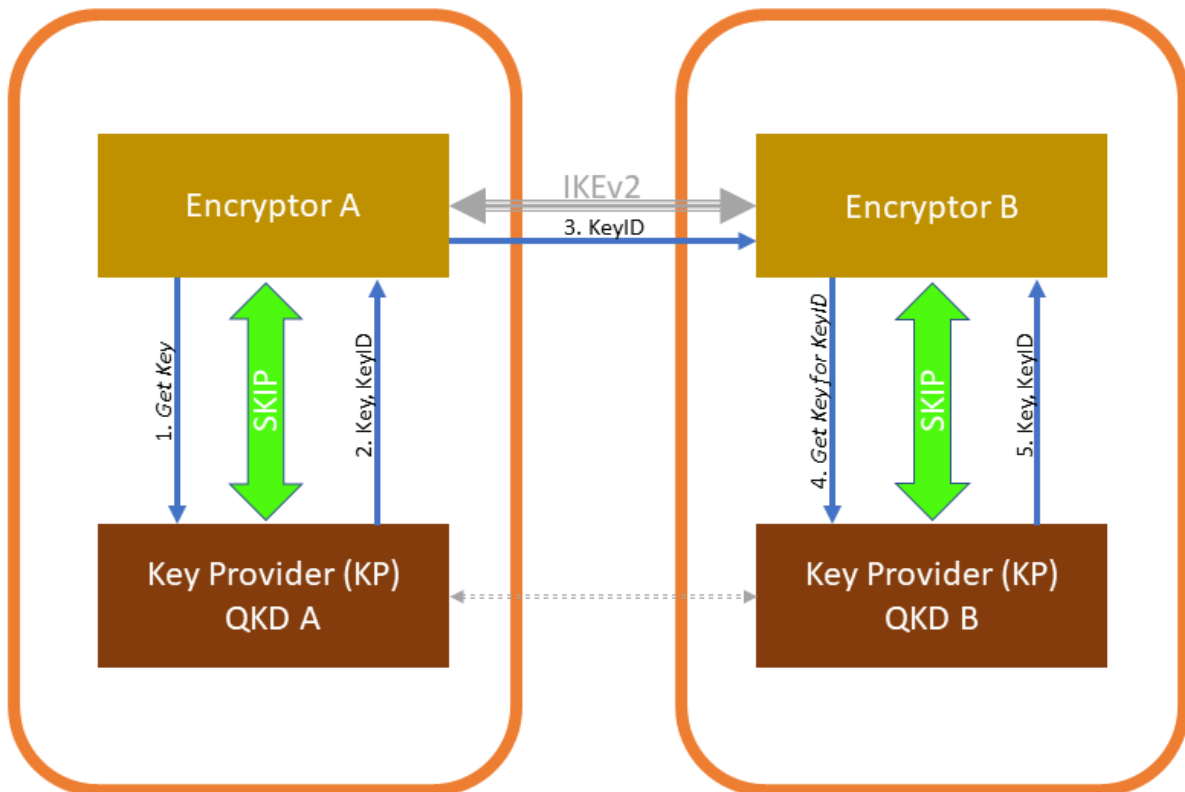 Encryptor A
IKEv2
Encryptor B
3. KeyID
1. Get Key
SKIP
2. Key, KeyID
4. Get Key for KeyID
SKIP
5. Key, KeyID
Key Provider (KP)
QKD A
Key Provider (KP)
QKD B